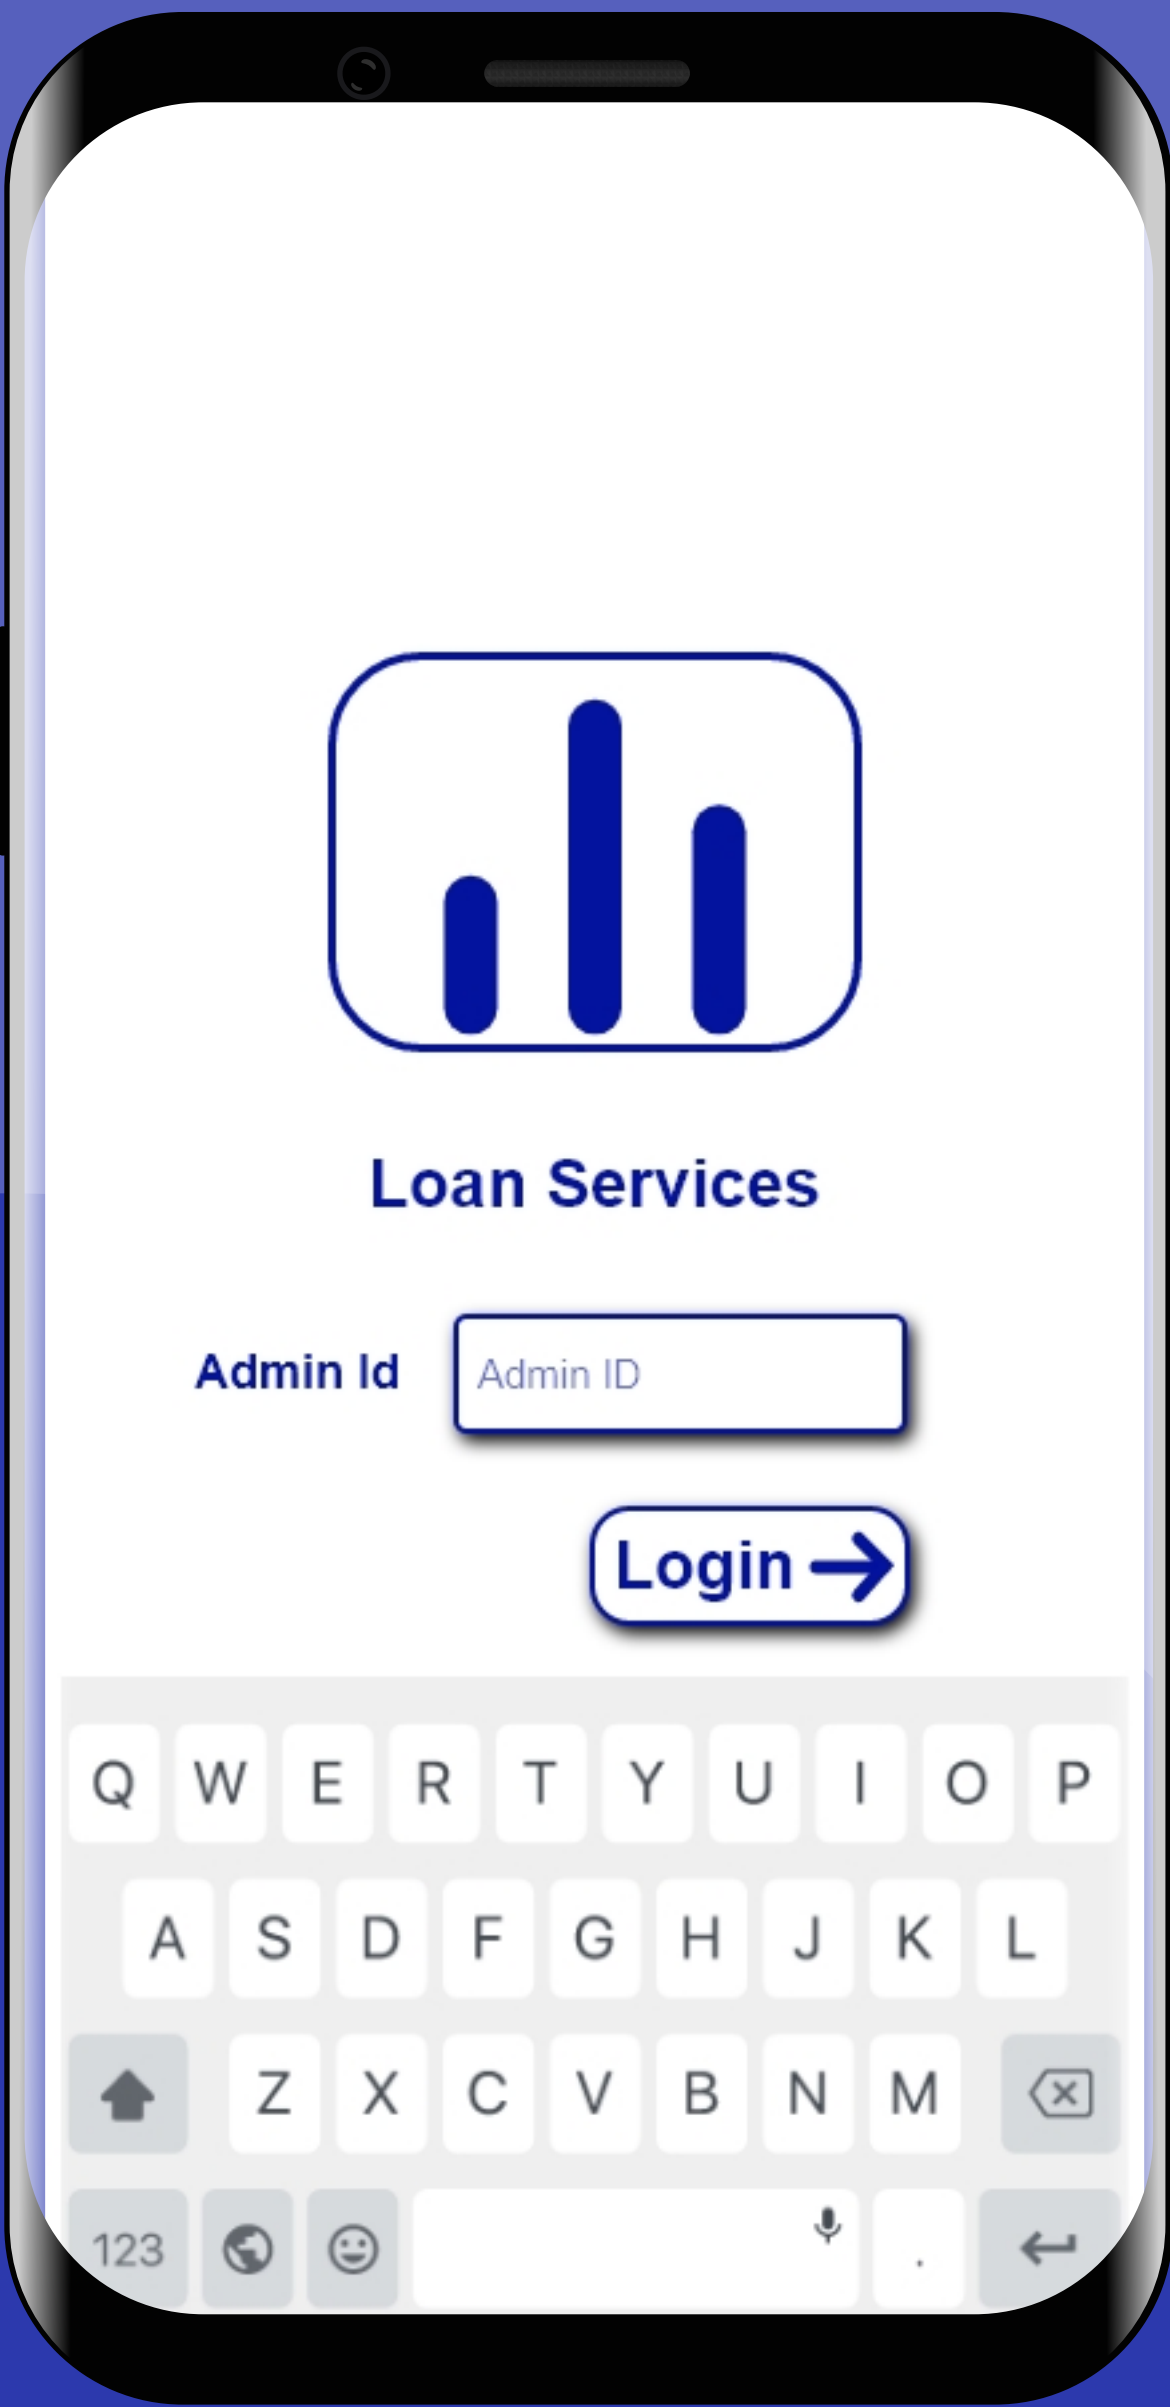 Loan Services
Admin Id Admin ID
Login
Q W E R T Y U I O P
A S D F G H J K L
Z X C V B N M
123 .